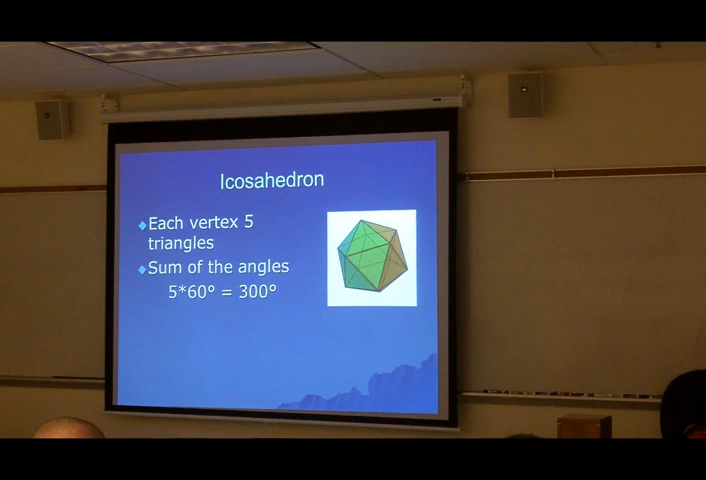 Icosahedron
Each vertex 5
triangles
Sum of the angles
5*60° = 300°